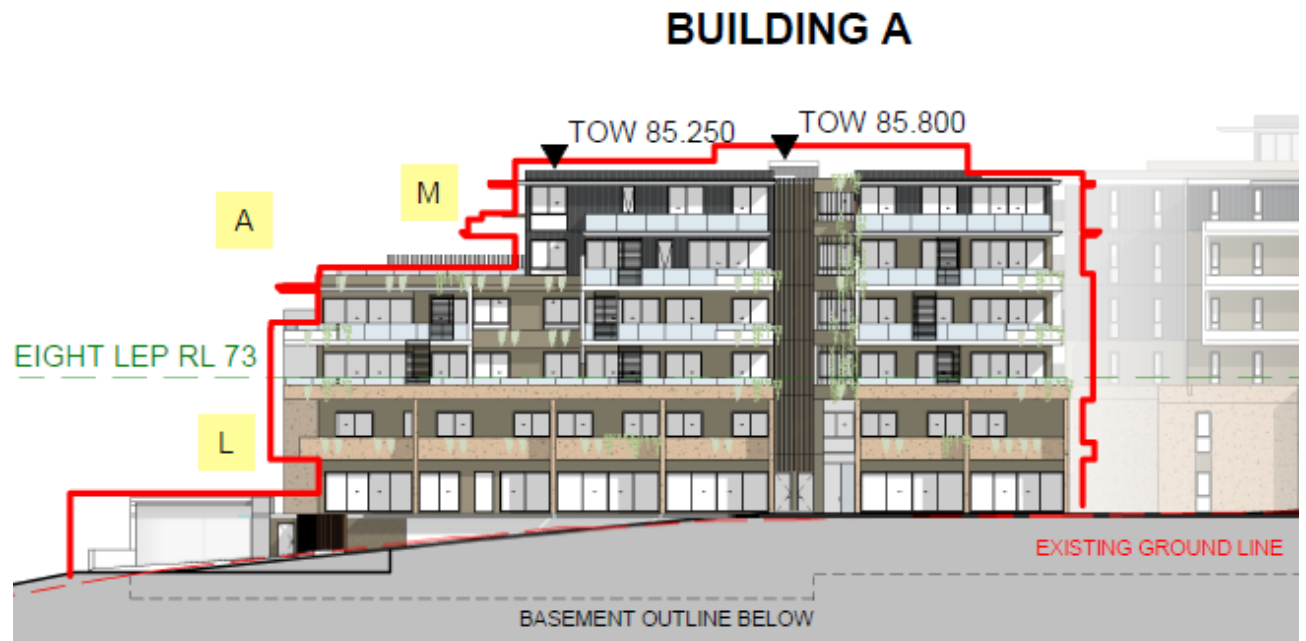 BUILDING A
TOW 85.250
TOW 85.800
M
A
EIGHT LEP RL 73
L
EXISTING GROUND LINE
BASEMENT OUTLINE BELOW